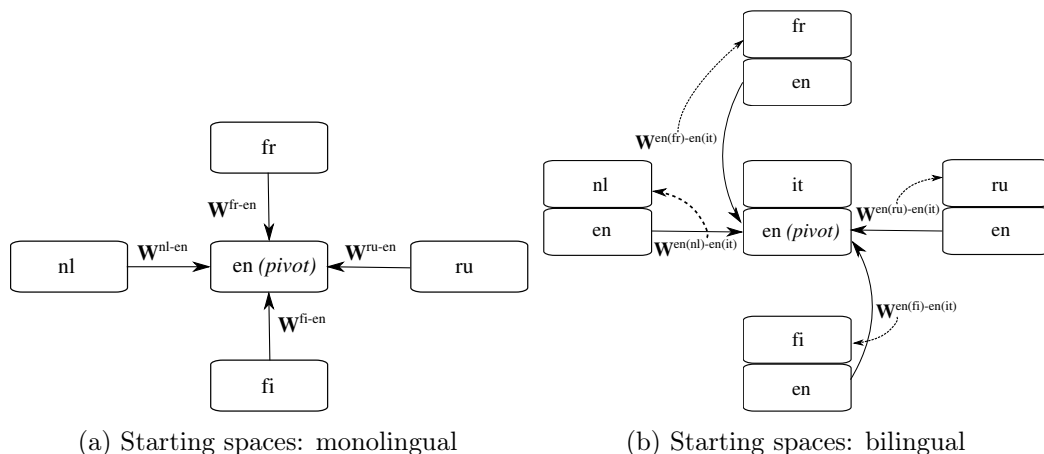 fr
W^fr-en
nl
W^nl-en
en (pivot)
W^ru-en
ru
W^fi-en
fi
(a) Starting spaces: monolingual
fr
en
W^en(fr)-en(it)
nl
en
W^en(nl)-en(it)
it
en (pivot)
W^en(ru)-en(it)
ru
en
W^en(fi)-en(it)
fi
en
(b) Starting spaces: bilingual